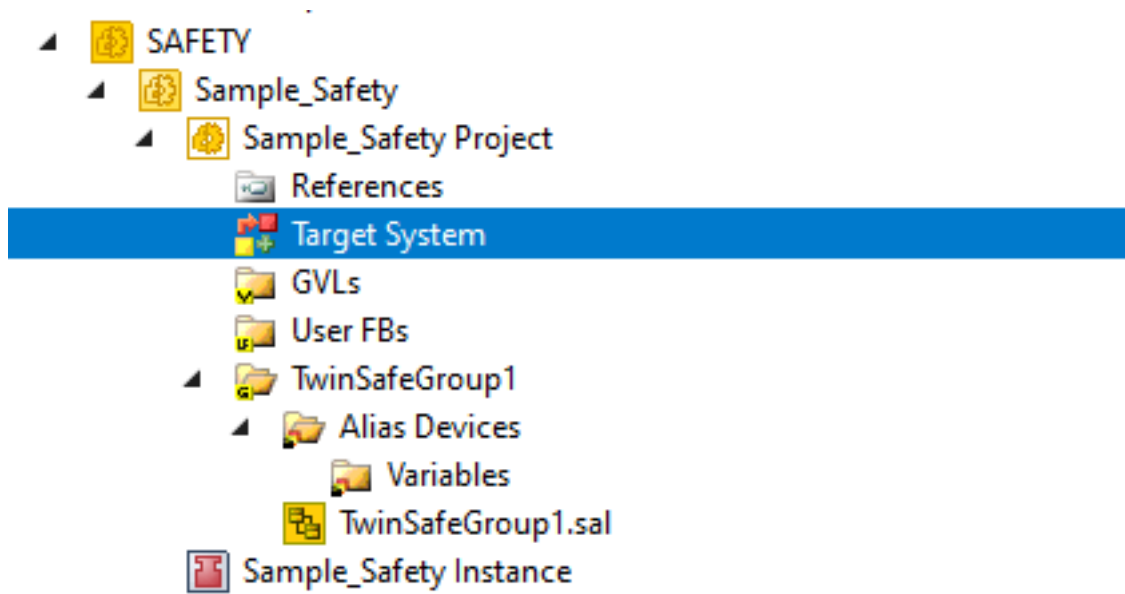 SAFETY
Sample_Safety
Sample_Safety Project
References
Target System
GVLs
User FBs
TwinSafeGroup1
Alias Devices
Variables
TwinSafeGroup1.sal
Sample_Safety Instance